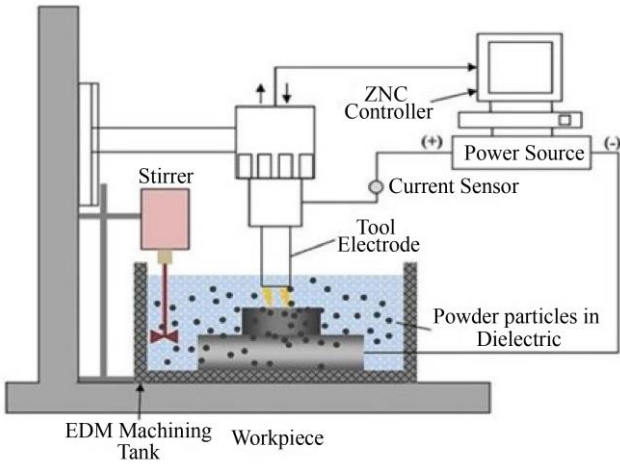 ZNC
Controller
(+)
Power Source
(-)
Stirrer
Current Sensor
Tool
Electrode
Powder particles in
Dielectric
EDM Machining
Tank
Workpiece